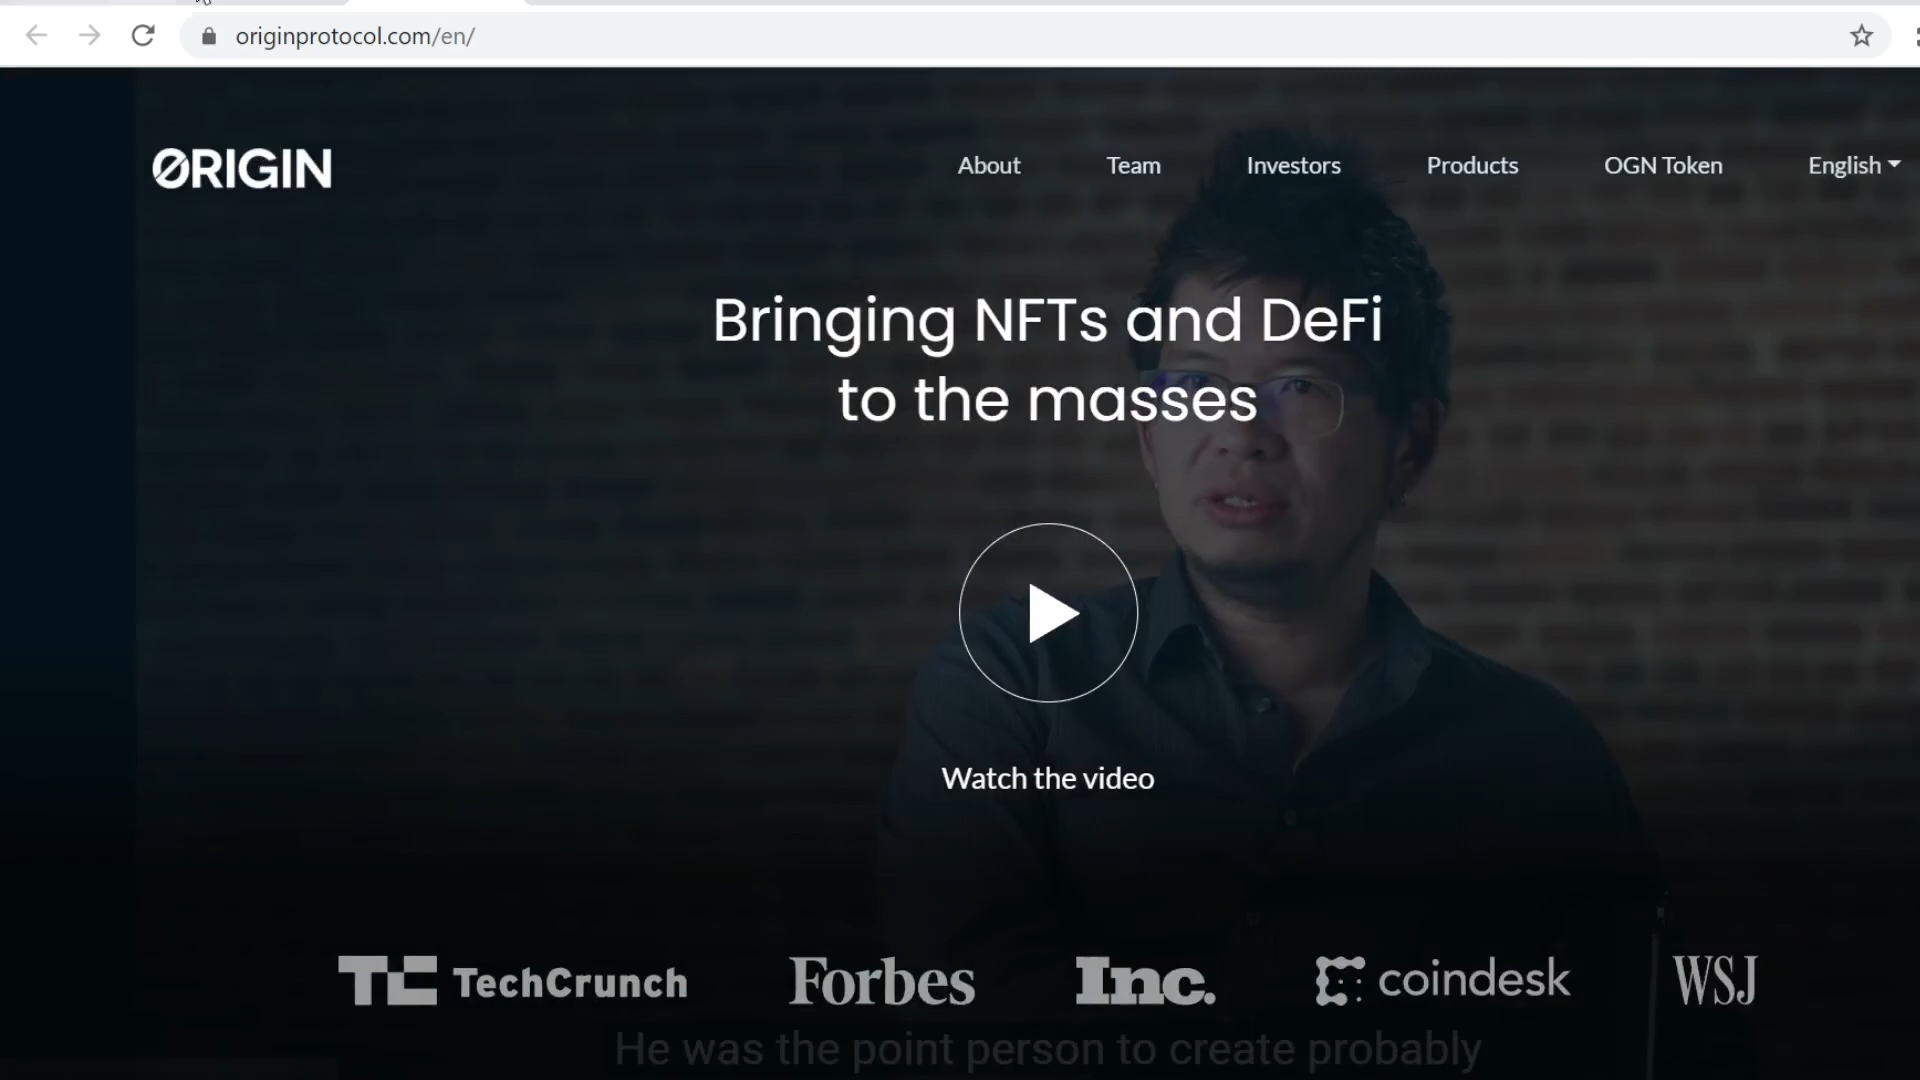 originprotocol.com/en/
ORIGIN
About Team Investors Products OGN Token English
Bringing NFTs and DeFi
to the masses
Watch the video
TC TechCrunch Forbes Inc. coindesk WSJ
He was the point person to create probably